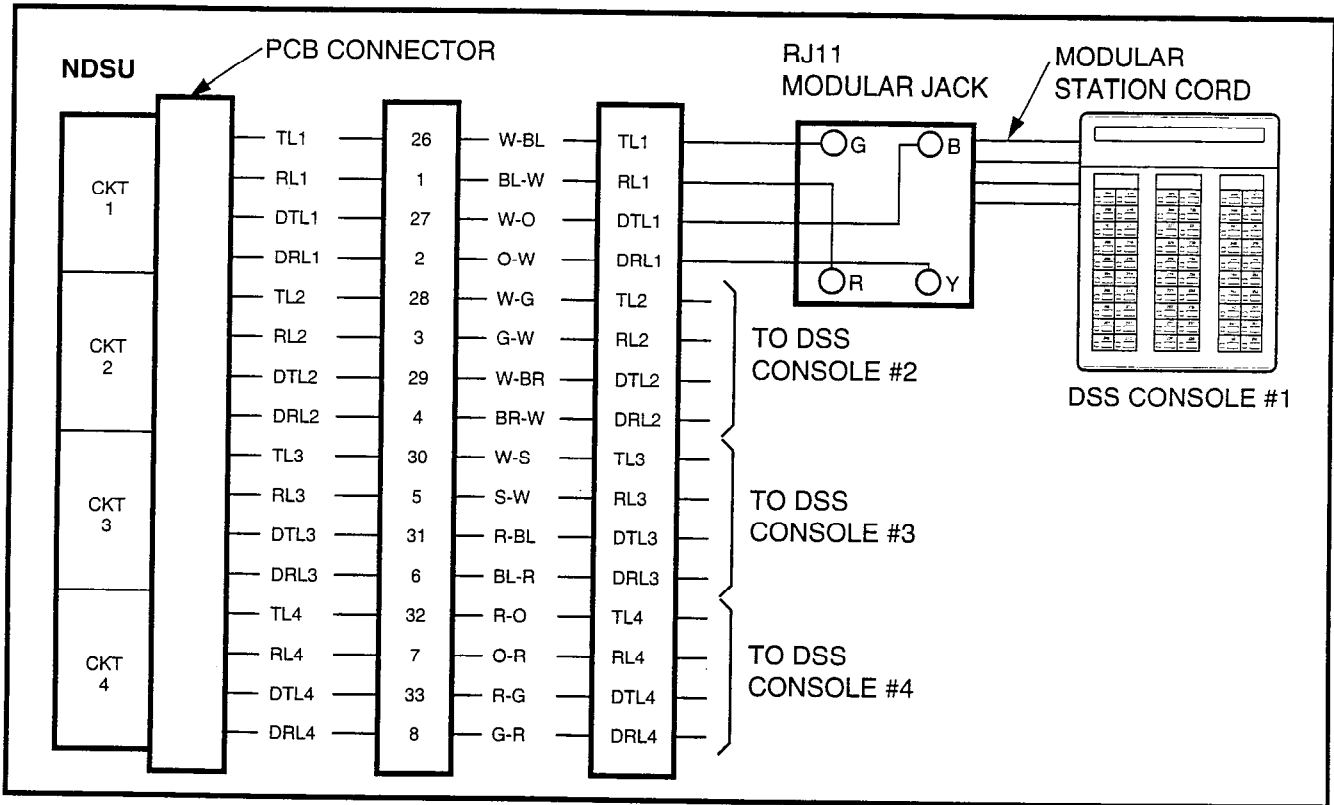 NDSU
PCB CONNECTOR
RJ11
MODULAR JACK
MODULAR
STATION CORD
CKT
1
TL1 26 W-BL TL1
RL1 1 BL-W RL1
DTL1 27 W-O DTL1
DRL1 2 O-W DRL1
G
B
R
Y
DSS CONSOLE #1
CKT
2
TL2 28 W-G TL2
RL2 3 G-W RL2
DTL2 29 W-BR DTL2
DRL2 4 BR-W DRL2
TO DSS
CONSOLE #2
CKT
3
TL3 30 W-S TL3
RL3 5 S-W RL3
DTL3 31 R-BL DTL3
DRL3 6 BL-R DRL3
TO DSS
CONSOLE #3
CKT
4
TL4 32 R-O TL4
RL4 7 O-R RL4
DTL4 33 R-G DTL4
DRL4 8 G-R DRL4
TO DSS
CONSOLE #4